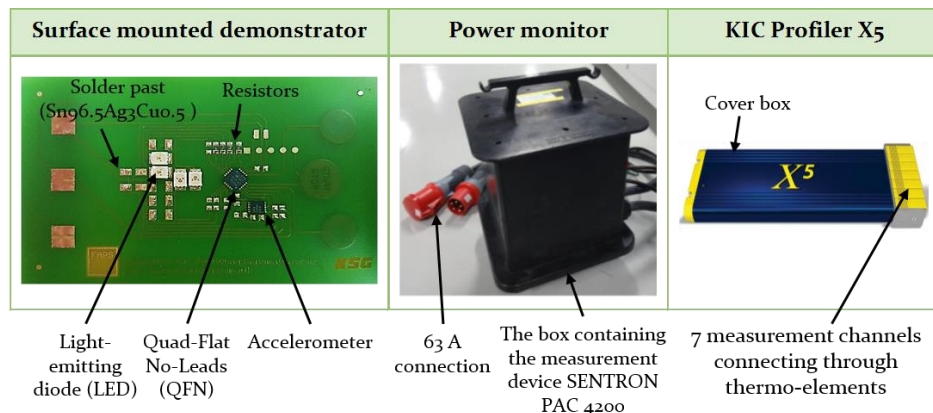 Surface mounted demonstrator
Power monitor
KIC Profiler X5
Solder past
(Sn96.5Ag3Cu0.5 )
Resistors
Cover box
X5
KSG
Light-
emitting
diode (LED)
Quad-Flat
No-Leads
(QFN)
Accelerometer
63 A
connection
The box containing
the measurement
device SENTRON
PAC 4200
7 measurement channels
connecting through
thermo-elements